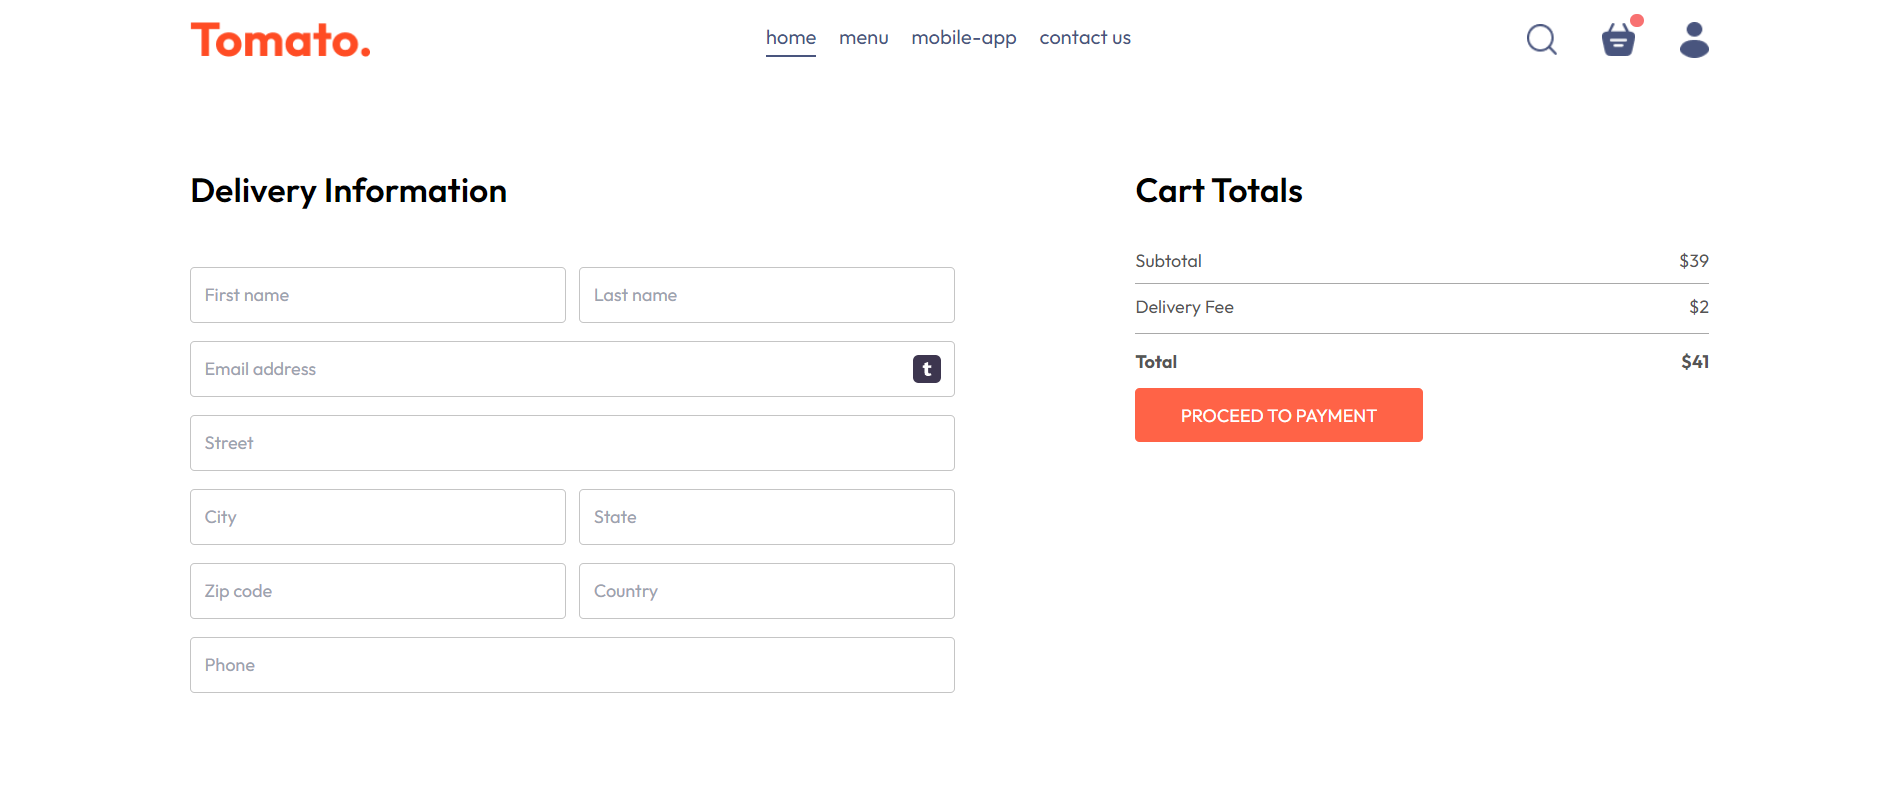 Tomato.
home menu mobile-app contact us
Delivery Information
First name Last name
Email address t
Street
City State
Zip code Country
Phone
Cart Totals
Subtotal $39
Delivery Fee $2
Total $41
PROCEED TO PAYMENT